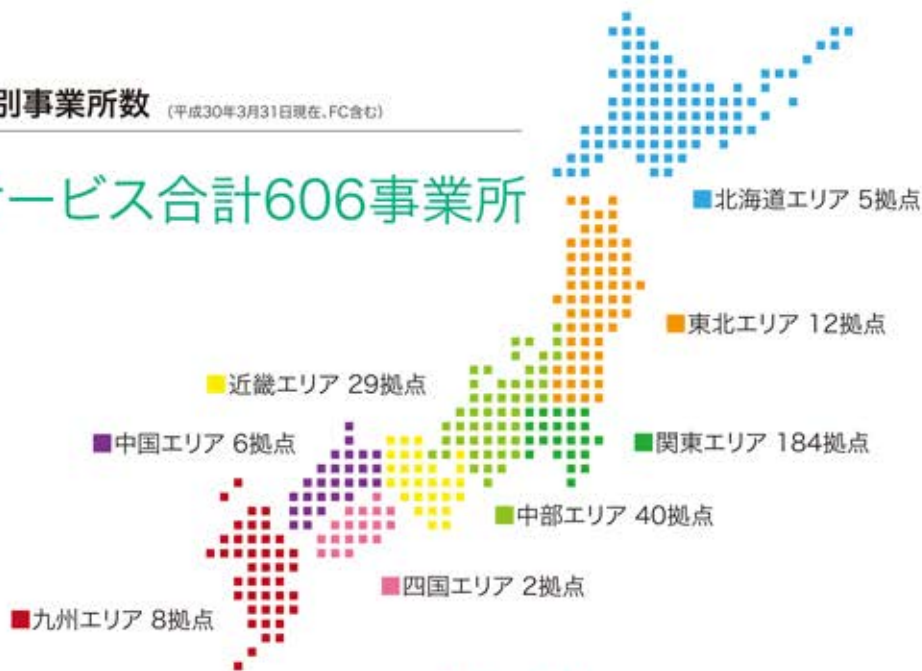 別事業所数 (平成30年3月31日現在、FC含む)
ービス合計606事業所
■北海道エリア 5拠点
■東北エリア 12拠点
■近畿エリア 29拠点
■中国エリア 6拠点
■関東エリア 184拠点
■中部エリア 40拠点
■四国エリア 2拠点
■九州エリア 8拠点